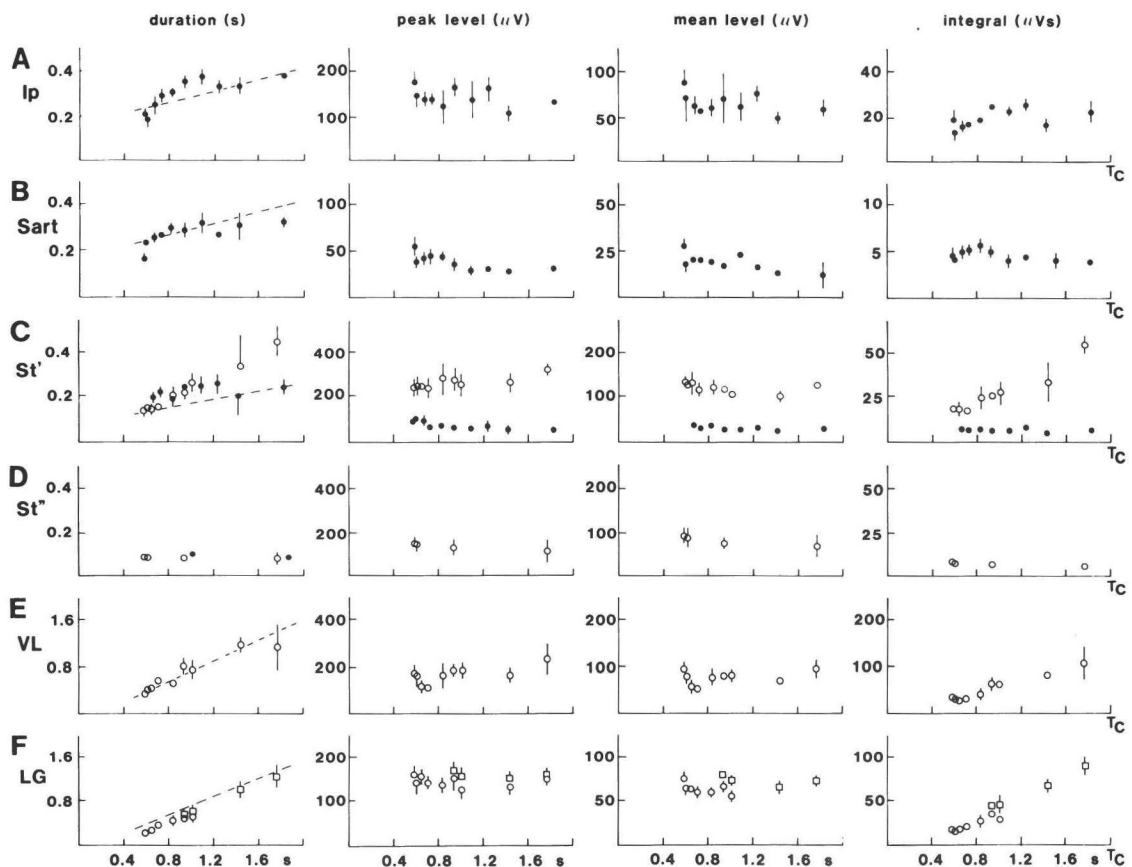 duration (s) peak level (μV) mean level (μV) integral (μVs)
A
Ip
0.4 200 100 40
0.2 100 50 20
Tc
B
Sart
0.4 100 50 10
0.2 50 25 5
Tc
C
St'
0.4 400 200 50
0.2 200 100 25
Tc
D
St"
0.4 400 200 50
0.2 200 100 25
Tc
E
VL
1.6 400 200 200
0.8 200 100 100
Tc
F
LG
1.6 200 100 100
0.8 100 50 50
0.4 0.8 1.2 1.6 s 0.4 0.8 1.2 1.6 s 0.4 0.8 1.2 1.6 s 0.4 0.8 1.2 1.6 Tc